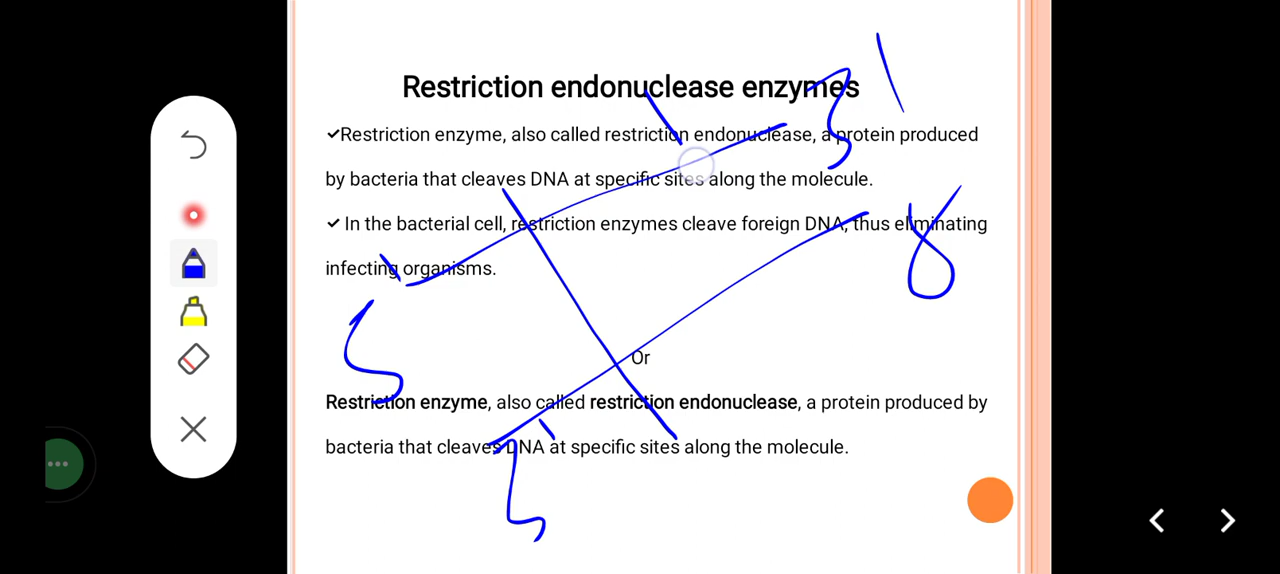 Restriction endonuclease enzymes
✔Restriction enzyme, also called restriction endonuclease, a protein produced
by bacteria that cleaves DNA at specific sites along the molecule.
✔ In the bacterial cell, restriction enzymes cleave foreign DNA, thus eliminating
infecting organisms.
Or
Restriction enzyme, also called restriction endonuclease, a protein produced by
bacteria that cleaves DNA at specific sites along the molecule.